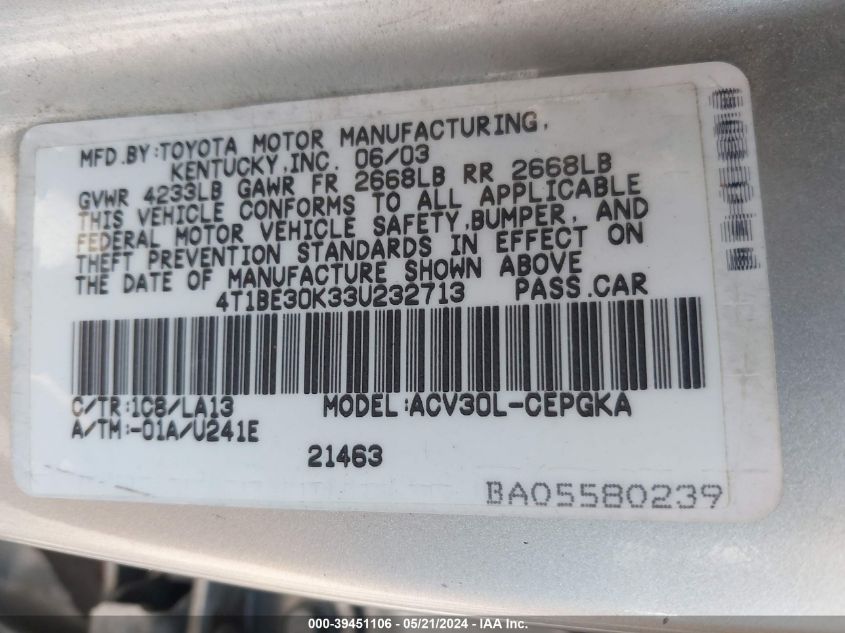 MFD.BY:TOYOTA MOTOR MANUFACTURING,
KENTUCKY,INC. 06/03
GVWR 4233LB GAWR FR 2668LB RR 2668LB
THIS VEHICLE CONFORMS TO ALL APPLICABLE
FEDERAL MOTOR VEHICLE SAFETY,BUMPER, AND
THEFT PREVENTION STANDARDS IN EFFECT ON
THE DATE OF MANUFACTURE SHOWN ABOVE
4T1BE30K33U232713 PASS.CAR
C/TR:1C8/LA13 MODEL:ACV30L-CEPGKA
A/TM:-01A/U241E
21463
BA05580239
000-39451106 - 05/21/2024 - IAA Inc.